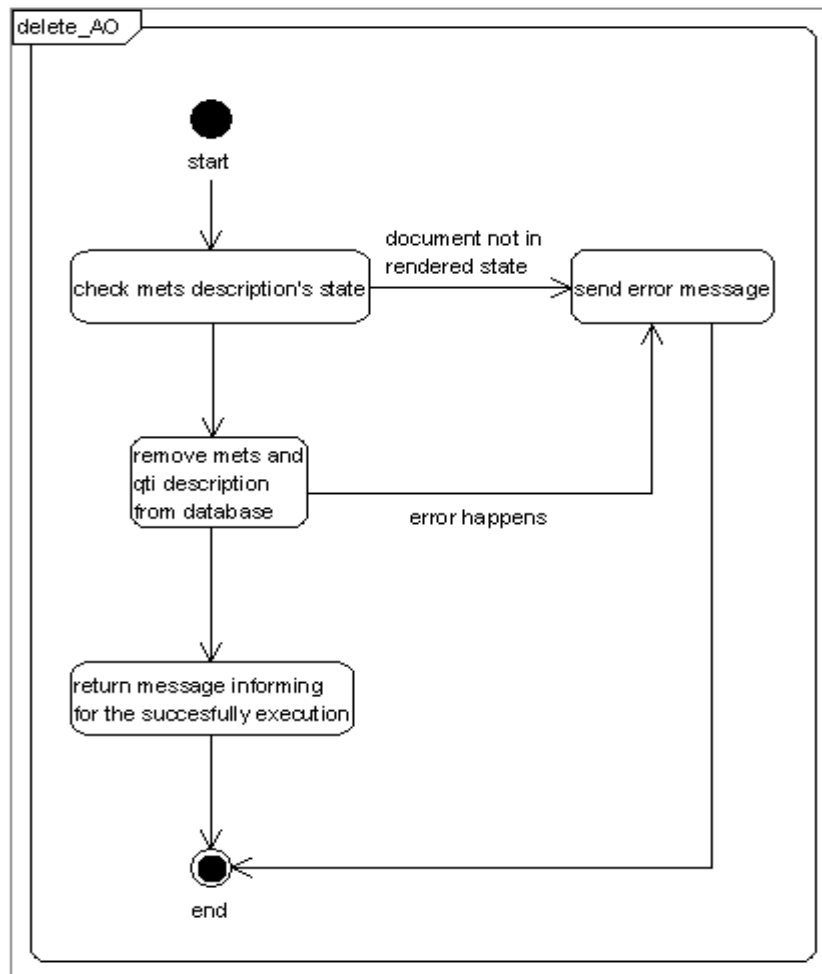 delete_AO
start
document not in
rendered state
check mets description's state
send error message
remove mets and
qti description
from database
error happens
return message informing
for the succesfully execution
end